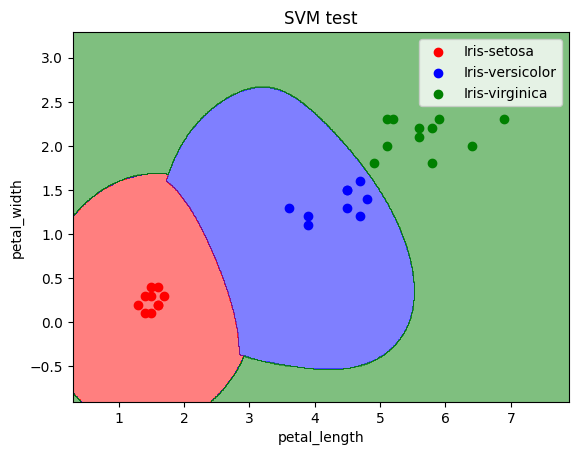 SVM test
Iris-setosa
Iris-versicolor
Iris-virginica
3.0
2.5
2.0
1.5
1.0
0.5
0.0
−0.5
petal_width
1 2 3 4 5 6 7
petal_length